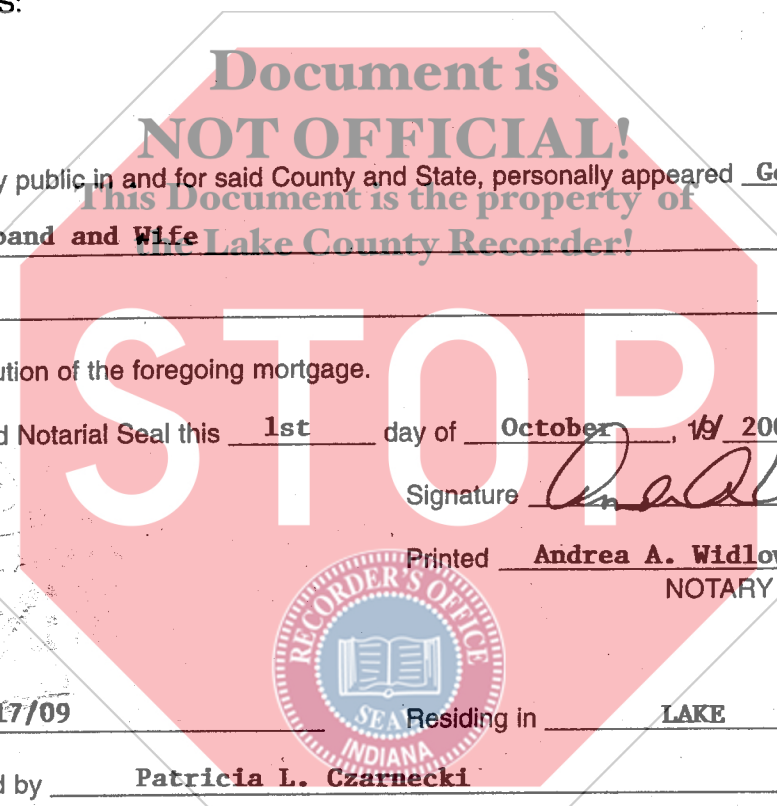 S:
Document is
NOT OFFICIAL!
y public in and for said County and State, personally appeared Ge
This Document is the property of
band and Wife
the Lake County Recorder!
STOP
ution of the foregoing mortgage.
d Notarial Seal this 1st day of October, 19/ 200
Signature
Printed Andrea A. Widlow
NOTARY
RECORDER'S OFFICE
SEAL
INDIANA
17/09 Residing in LAKE
d by Patricia L. Czarnecki